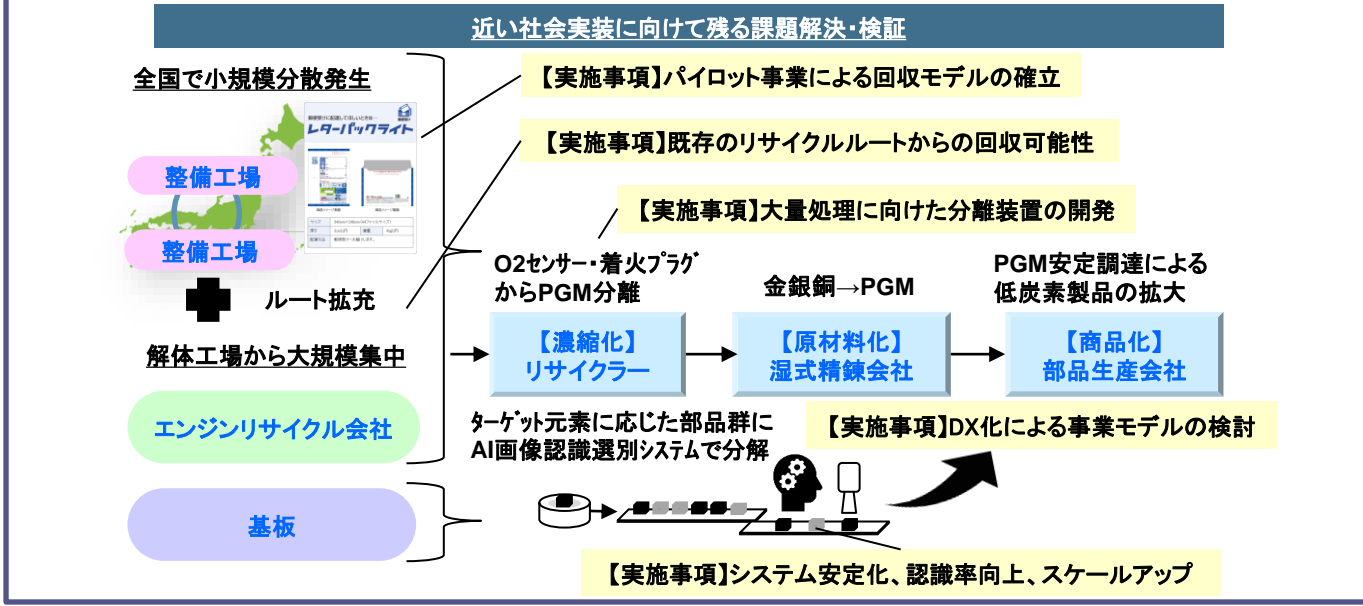 近い社会実装に向けて残る課題解決・検証
全国で小規模分散発生
【実施事項】パイロット事業による回収モデルの確立
レターパックライト
【実施事項】既存のリサイクルルートからの回収可能性
整備工場
整備工場
【実施事項】大量処理に向けた分離装置の開発
ルート拡充
O2センサー・着火プラグ
からPGM分離
金銀銅→PGM
PGM安定調達による
低炭素製品の拡大
解体工場から大規模集中
【濃縮化】
リサイクラー
【原材料化】
湿式精錬会社
【商品化】
部品生産会社
エンジンリサイクル会社
ターゲット元素に応じた部品群に
AI画像認識選別システムで分解
【実施事項】DX化による事業モデルの検討
基板
【実施事項】システム安定化、認識率向上、スケールアップ